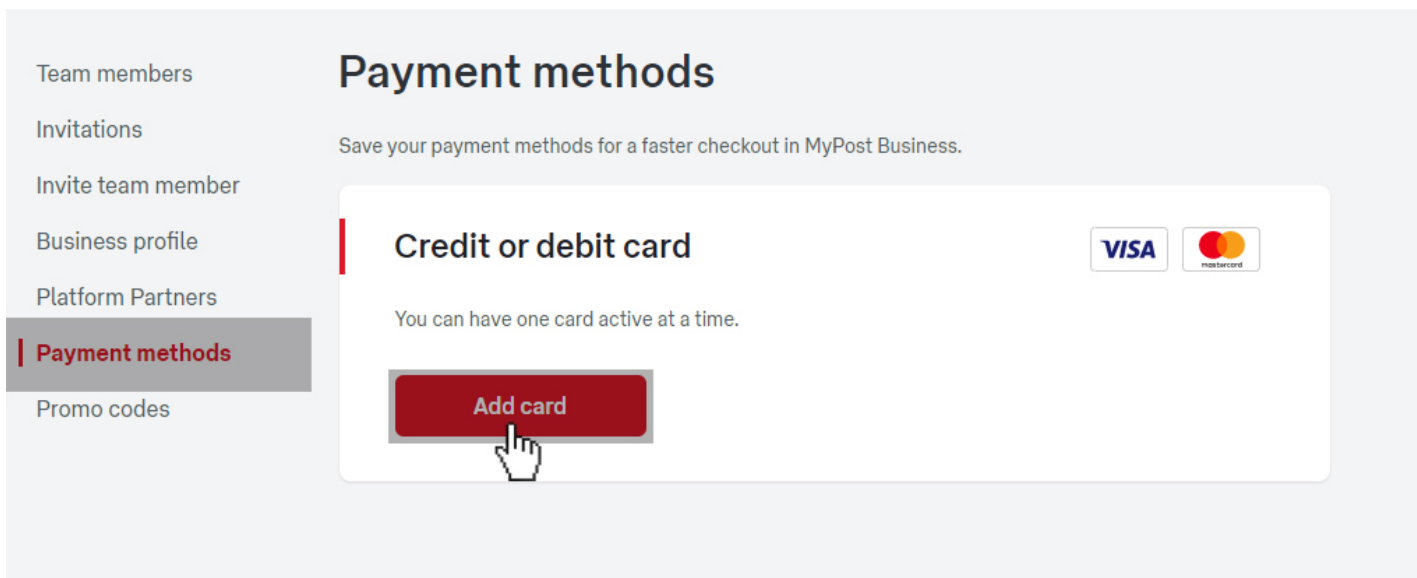 Team members
Invitations
Invite team member
Business profile
Platform Partners
Payment methods
Promo codes
Payment methods
Save your payment methods for a faster checkout in MyPost Business.
Credit or debit card
VISA
mastercard
You can have one card active at a time.
Add card